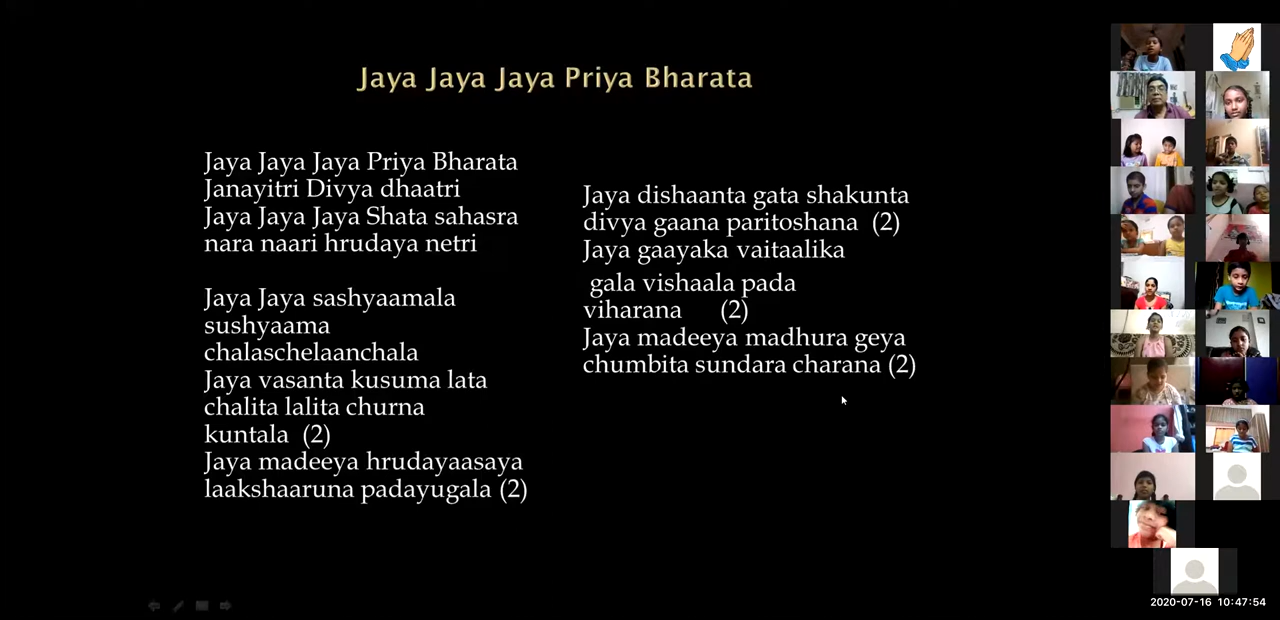 Jaya Jaya Jaya Priya Bharata
Jaya Jaya Jaya Priya Bharata
Janayitri Divya dhaatri
Jaya Jaya Jaya Shata sahasra
nara naari hrudaya netri
Jaya Jaya sashyaamala
sushyaama
chalaschelaanchala
Jaya vasanta kusuma lata
chalita lalita churna
kuntala (2)
Jaya madeeya hrudayaasaya
laakshaaruna padayugala (2)
Jaya dishaanta gata shakunta
divya gaana paritoshana (2)
Jaya gaayaka vaitaalika
gala vishaala pada
viharana (2)
Jaya madeeya madhura geya
chumbita sundara charana (2)
2020-07-16 10:47:54